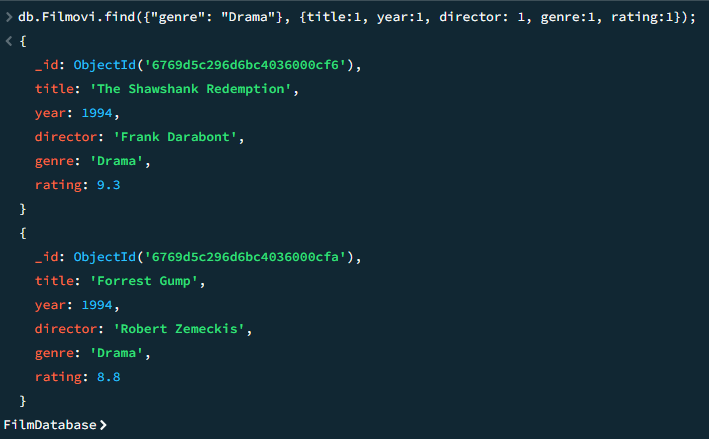 > db.Filmovi.find({"genre": "Drama"}, {title:1, year:1, director: 1, genre:1, rating:1});
< {
_id: ObjectId('6769d5c296d6bc4036000cf6'),
title: 'The Shawshank Redemption',
year: 1994,
director: 'Frank Darabont',
genre: 'Drama',
rating: 9.3
}
{
_id: ObjectId('6769d5c296d6bc4036000cfa'),
title: 'Forrest Gump',
year: 1994,
director: 'Robert Zemeckis',
genre: 'Drama',
rating: 8.8
}
FilmDatabase>